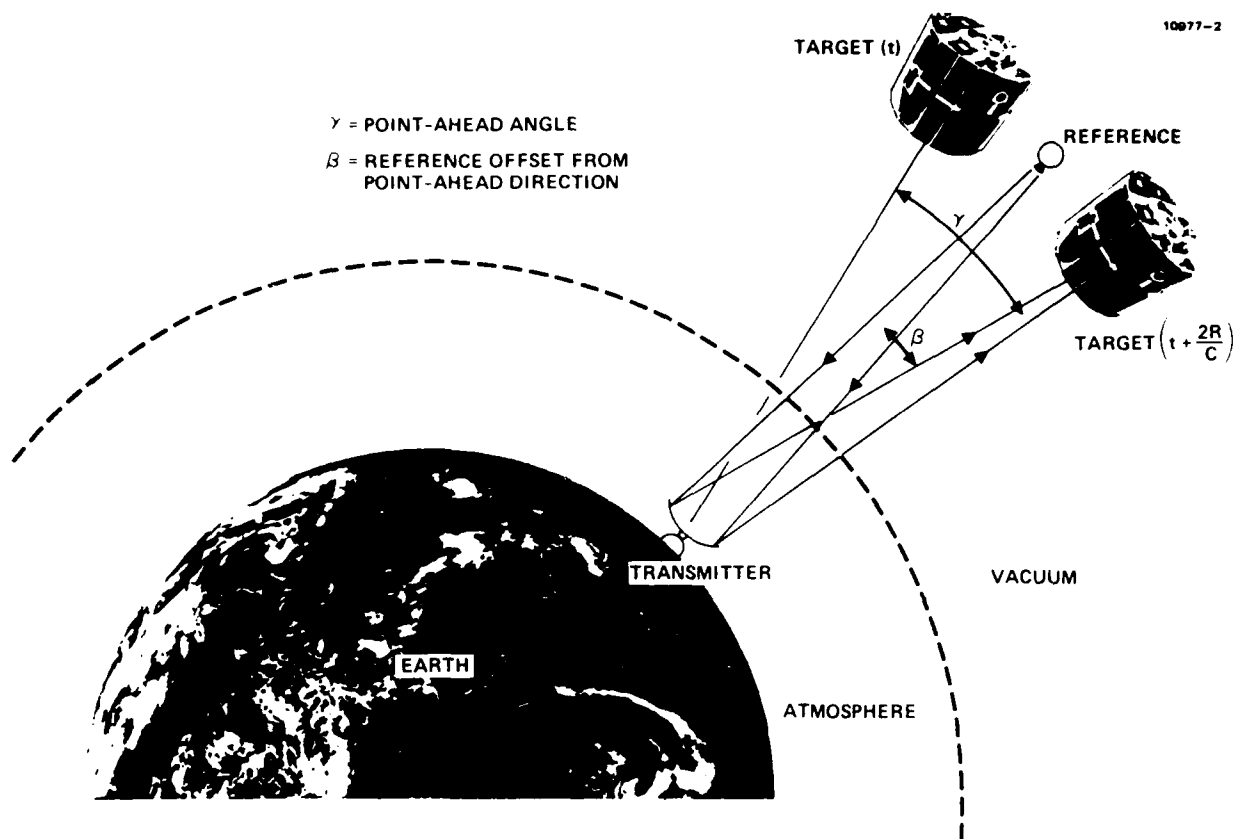 10977-2
TARGET (t)
γ = POINT-AHEAD ANGLE
β = REFERENCE OFFSET FROM
POINT-AHEAD DIRECTION
REFERENCE
γ
β
TARGET (t + 2R/C)
TRANSMITTER
VACUUM
EARTH
ATMOSPHERE